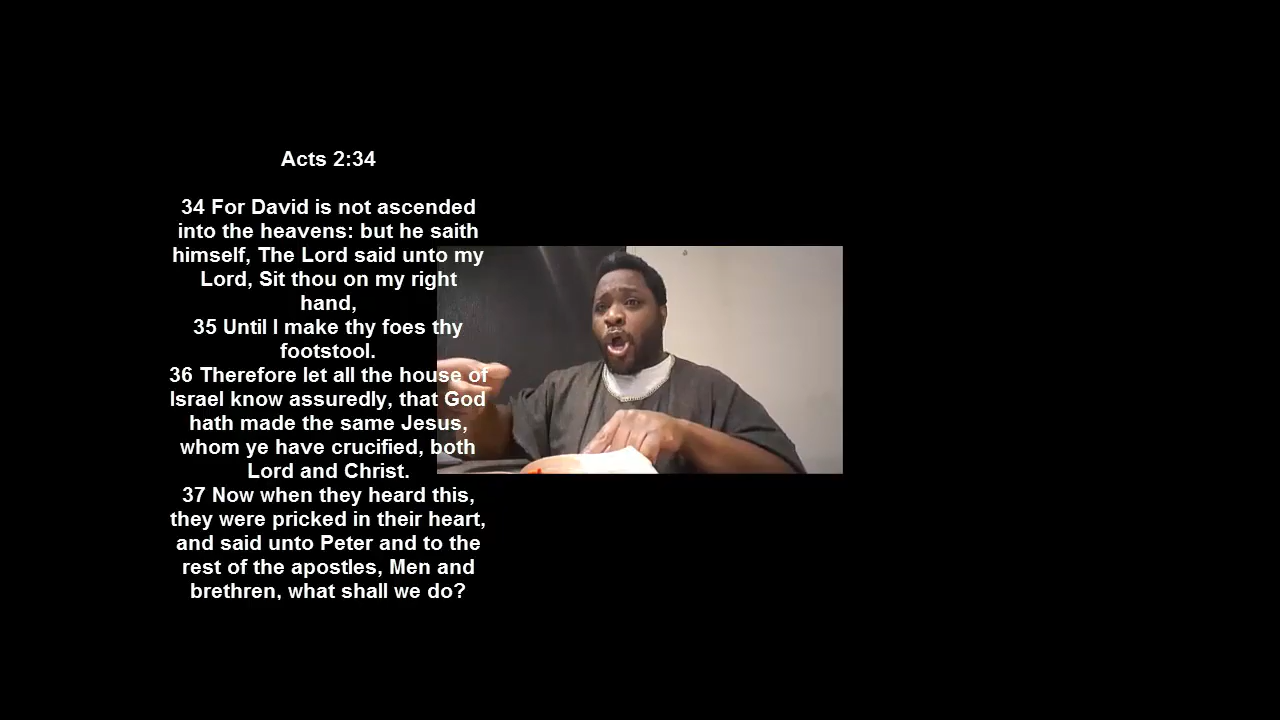 Acts 2:34
34 For David is not ascended
into the heavens: but he saith
himself, The Lord said unto my
Lord, Sit thou on my right
hand,
35 Until I make thy foes thy
footstool.
36 Therefore let all the house of
Israel know assuredly, that God
hath made the same Jesus,
whom ye have crucified, both
Lord and Christ.
37 Now when they heard this,
they were pricked in their heart,
and said unto Peter and to the
rest of the apostles, Men and
brethren, what shall we do?